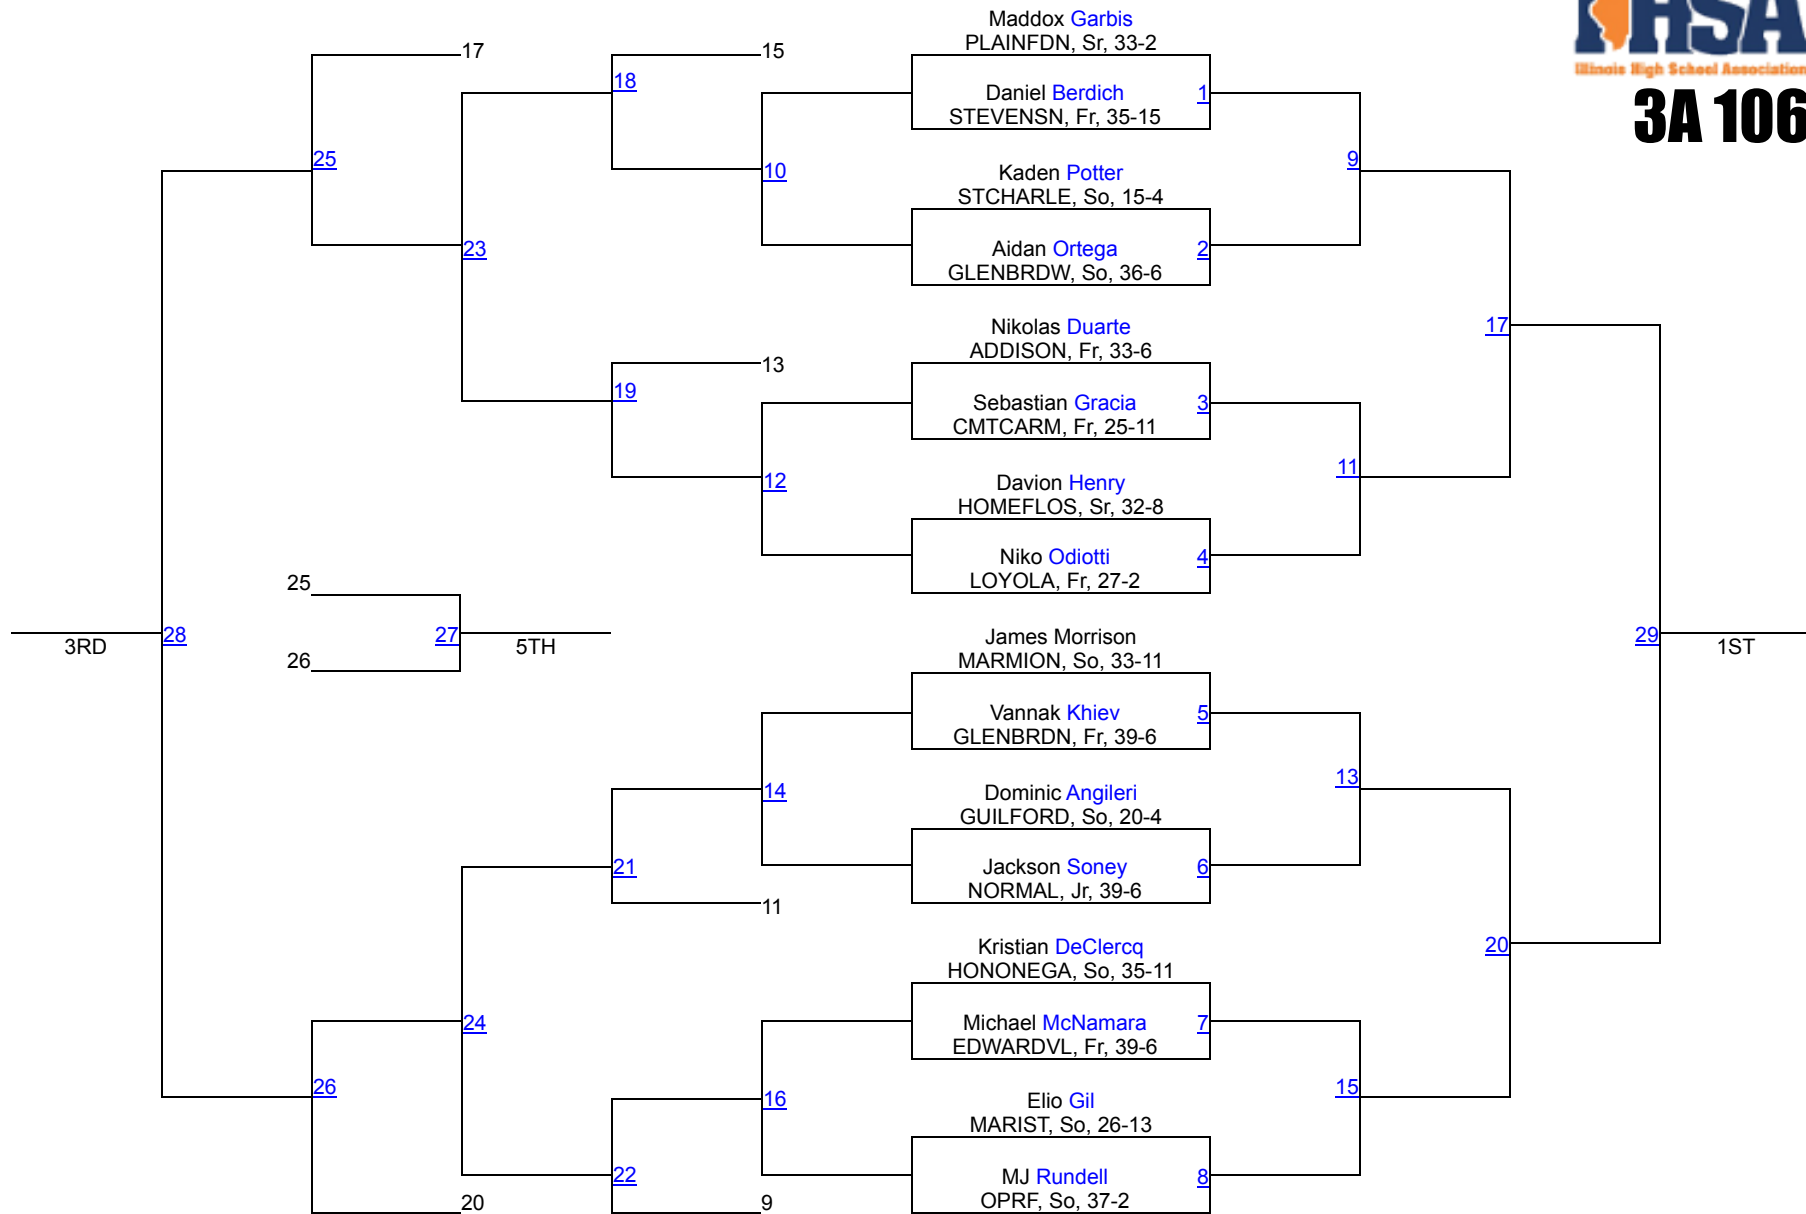 IHSA
Illinois High School Association
3A 106
Maddox Garbis
PLAINFDN, Sr, 33-2
17
15
18
Daniel Berdich
1
STEVENSN, Fr, 35-15
25
10
Kaden Potter
9
STCHARLE, So, 15-4
23
Aidan Ortega
2
GLENBRDW, So, 36-6
Nikolas Duarte
17
ADDISON, Fr, 33-6
13
19
Sebastian Gracia
3
CMTCARM, Fr, 25-11
11
12
Davion Henry
HOMEFLOS, Sr, 32-8
Niko Odiotti
4
LOYOLA, Fr, 27-2
25
28
27
29
3RD
5TH
1ST
26
James Morrison
MARMION, So, 33-11
Vannak Khiev
5
GLENBRDN, Fr, 39-6
13
14
Dominic Angileri
GUILFORD, So, 20-4
21
Jackson Soney
6
NORMAL, Jr, 39-6
11
Kristian DeClercq
20
HONONEGA, So, 35-11
24
Michael McNamara
7
EDWARDVL, Fr, 39-6
26
16
15
Elio Gil
MARIST, So, 26-13
22
MJ Rundell
8
OPRF, So, 37-2
20
9